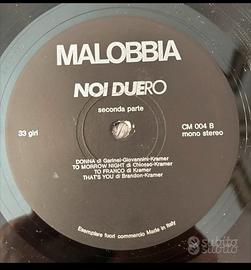 MALOBBIA
NOI DUERO
seconda parte
33 giri
CM 004 B
mono stereo
DONNA di Garinei-Giovannini-Kramer
TO MORROW NIGHT di Chiosso-Kramer
TO FRANCO di Kramer
THAT'S YOU di Brandon-Kramer
Esemplare fuori commercio Made in Italy
subito